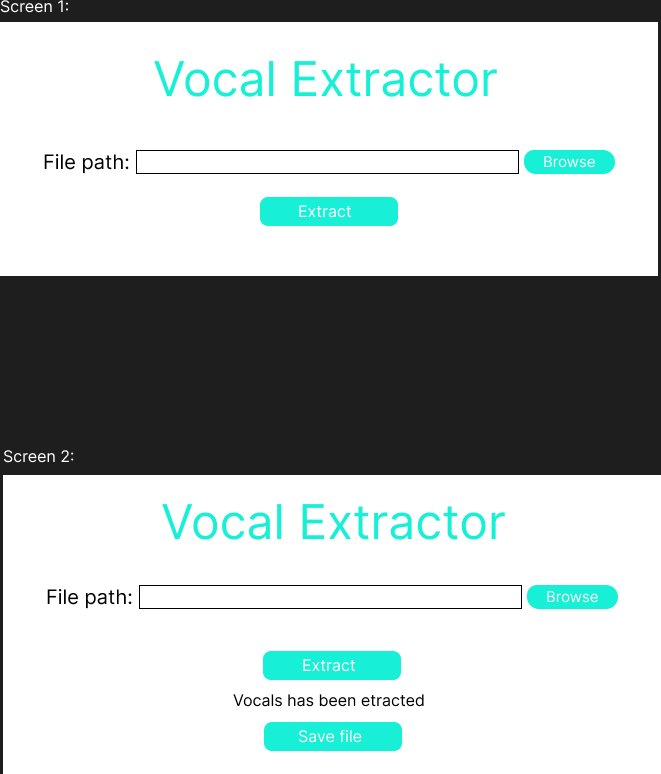 Screen 1:
Vocal Extractor
File path:
Browse
Extract
Screen 2:
Vocal Extractor
File path:
Browse
Extract
Vocals has been etracted
Save file